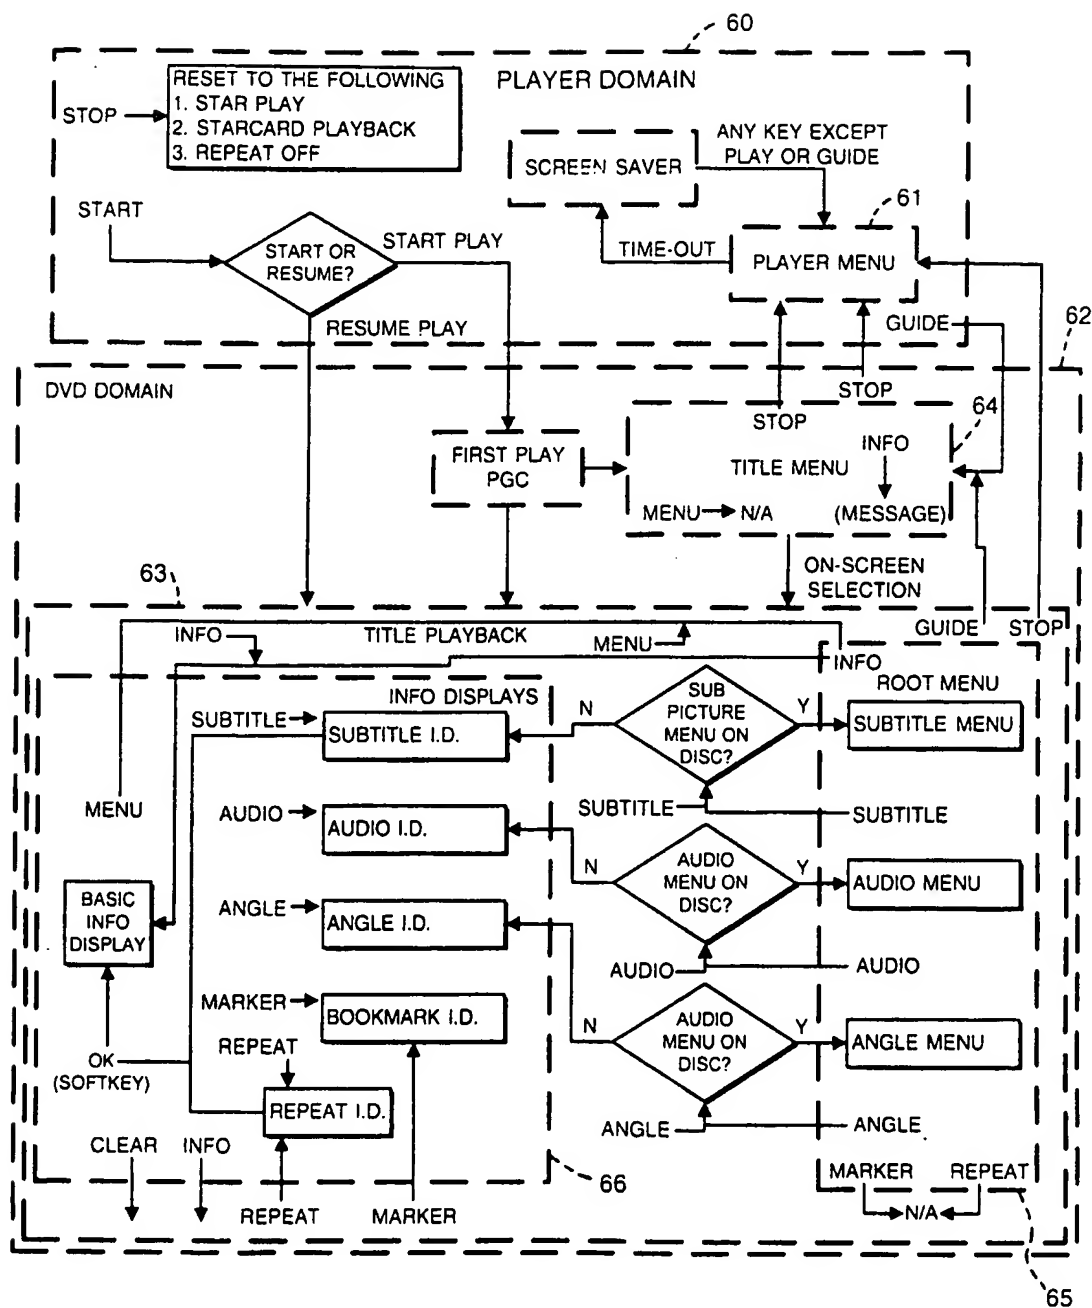 60
PLAYER DOMAIN
RESET TO THE FOLLOWING
1. STAR PLAY
2. STARCARD PLAYBACK
3. REPEAT OFF
STOP
SCREEN SAVER
ANY KEY EXCEPT
PLAY OR GUIDE
61
START
START OR
RESUME?
START PLAY
TIME-OUT
PLAYER MENU
RESUME PLAY
GUIDE
62
DVD DOMAIN
STOP
STOP
64
FIRST PLAY
PGC
TITLE MENU
INFO
MENU
N/A
(MESSAGE)
ON-SCREEN
SELECTION
63
INFO
TITLE PLAYBACK
MENU
GUIDE
STOP
INFO
INFO DISPLAYS
ROOT MENU
SUBTITLE
SUBTITLE I.D.
N
SUB
PICTURE
MENU ON
DISC?
Y
SUBTITLE MENU
MENU
SUBTITLE
SUBTITLE
AUDIO
AUDIO I.D.
N
AUDIO
MENU ON
DISC?
Y
AUDIO MENU
BASIC
INFO
DISPLAY
ANGLE
ANGLE I.D.
AUDIO
AUDIO
MARKER
BOOKMARK I.D.
N
AUDIO
MENU ON
DISC?
Y
ANGLE MENU
OK
(SOFTKEY)
REPEAT
REPEAT I.D.
ANGLE
ANGLE
CLEAR
INFO
REPEAT
MARKER
66
MARKER
REPEAT
N/A
65